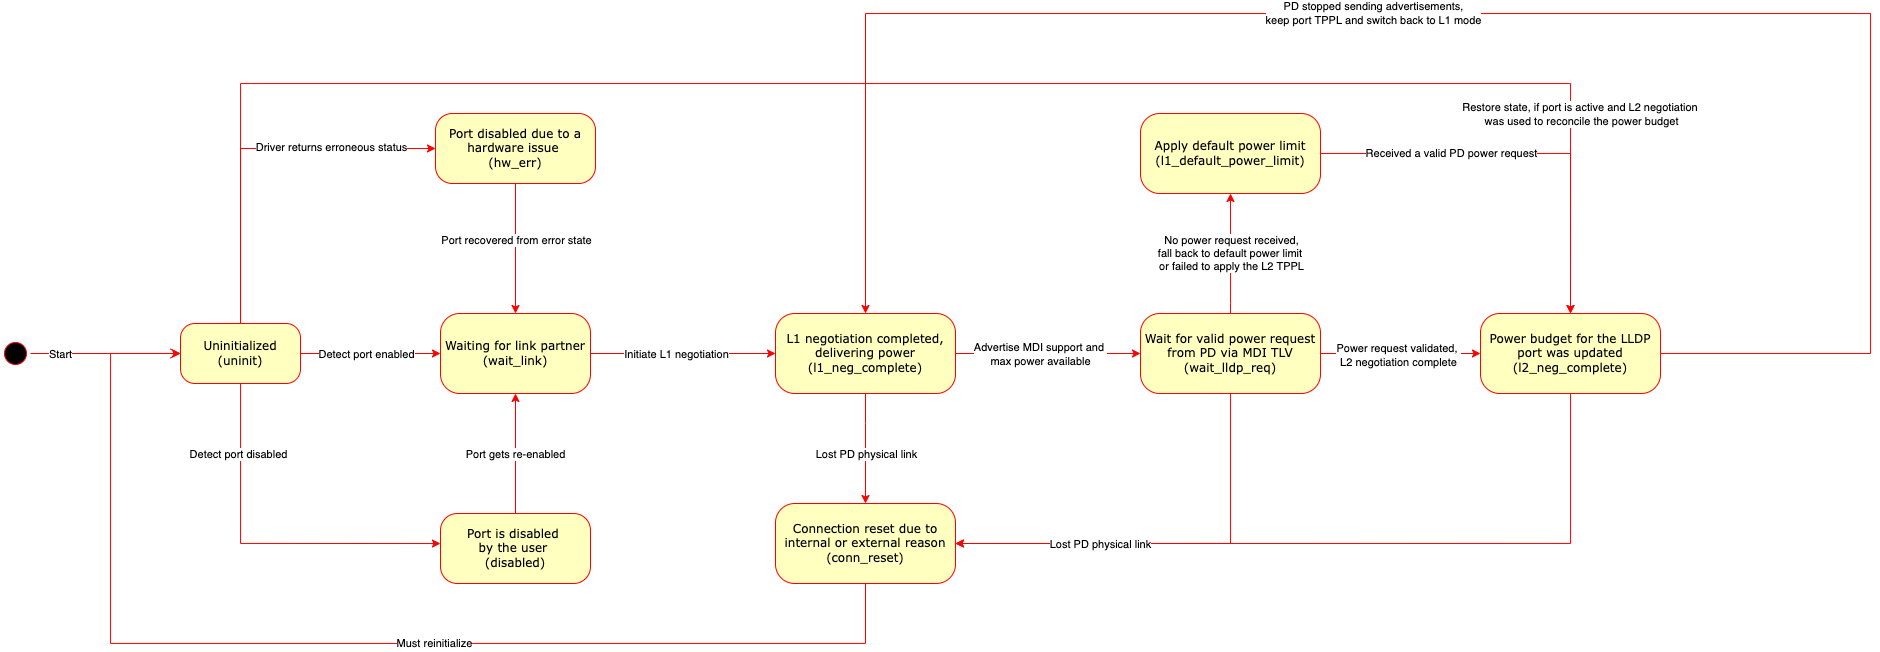 PD stopped sending advertisements,
keep port TPPL and switch back to L1 mode
Restore state, if port is active and L2 negotiation
was used to reconcile the power budget
Port disabled due to a
hardware issue
(hw_err)
Driver returns erroneous status
Apply default power limit
(l1_default_power_limit)
Received a valid PD power request
Port recovered from error state
No power request received,
fall back to default power limit
or failed to apply the L2 TPPL
Start
Uninitialized
(uninit)
Detect port enabled
Waiting for link partner
(wait_link)
Initiate L1 negotiation
L1 negotiation completed,
delivering power
(l1_neg_complete)
Advertise MDI support and
max power available
Wait for valid power request
from PD via MDI TLV
(wait_lldp_req)
Power request validated,
L2 negotiation complete
Power budget for the LLDP
port was updated
(l2_neg_complete)
Detect port disabled
Port gets re-enabled
Lost PD physical link
Port is disabled
by the user
(disabled)
Connection reset due to
internal or external reason
(conn_reset)
Lost PD physical link
Must reinitialize